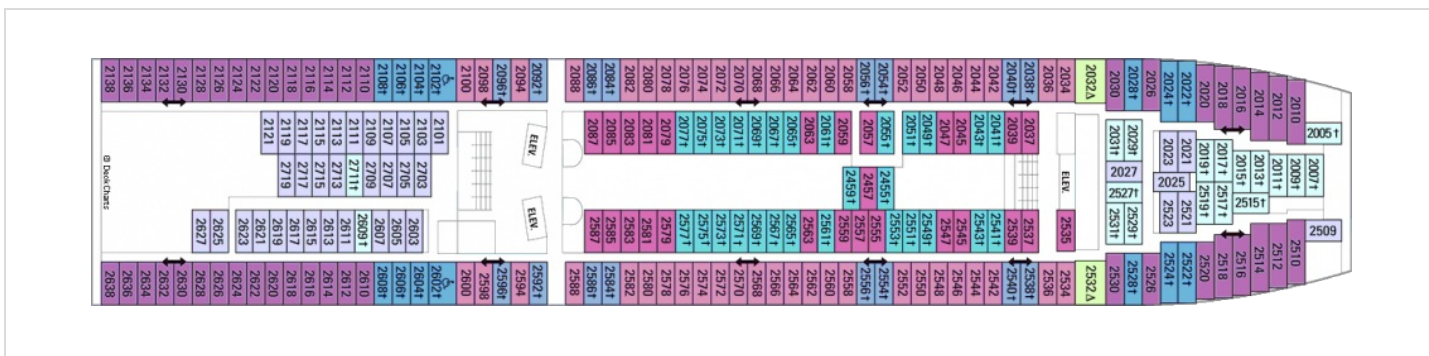 2138 2136 2134 2132 2130 2128 2126 2124 2122 2120 2118 2116 2114 2112 2110 2108† 2106† 2104† 2102† 2100 2098 2096† 2094 2092† 2088 2086† 2084† 2082 2080 2078 2076 2074 2072 2070 2068 2066 2064 2062 2060 2058 2056† 2054† 2052 2050 2048 2046 2044 2042 2040† 2038† 2036 2034 2032Δ 2030 2028† 2026 2024† 2022† 2020 2018 2016 2014 2012 2010
2005†
2121 2119 2117 2115 2113 2111 2109 2107 2105 2103 2101 ELEV. 2087 2085 2083 2081 2079 2077† 2075† 2073† 2071† 2069† 2067† 2065† 2063 2061† 2059 2057 2055† 2051† 2049† 2047 2045 2043† 2041† 2039 2037 2031† 2029†
2023 2021 2019† 2017† 2015† 2013† 2011† 2009† 2007†
2719 2717 2715 2713 2711† 2709 2707 2705 2703 2459† 2457 2455† ELEV. 2027 2025
2527† 2519† 2517† 2515†
© DeckCharts
2627 2625 2623 2621 2619 2617 2615 2613 2611 2609† 2607 2605 2603 ELEV. 2587 2585 2583 2581 2579 2577† 2575† 2573† 2571† 2569† 2567† 2565† 2563 2561† 2559 2557 2555 2553† 2551† 2549† 2547 2545 2543† 2541† 2539 2537 2535 2531† 2529† 2523 2521
2509
2638 2636 2634 2632 2630 2628 2626 2624 2622 2620 2618 2616 2614 2612 2610 2608† 2606† 2604† 2602† 2600 2598 2596† 2594 2592† 2588 2586† 2584† 2582 2580 2578 2576 2574 2572 2570 2568 2566 2564 2562 2560 2558 2556† 2554† 2552 2550 2548 2546 2544 2542 2540† 2538† 2536 2534 2532Δ 2530 2528† 2526 2524† 2522† 2520 2518 2516 2514 2512 2510